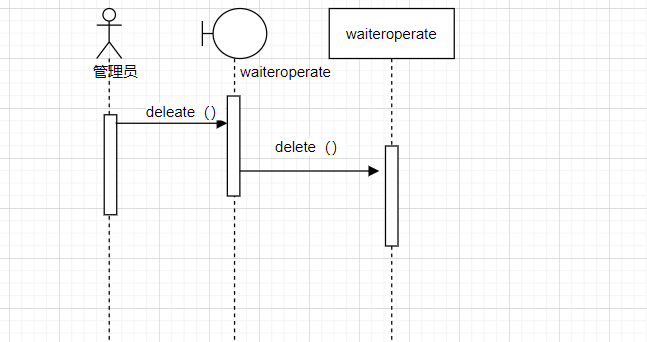 waiteroperate
管理员
waiteroperate
deleate（）
delete（）